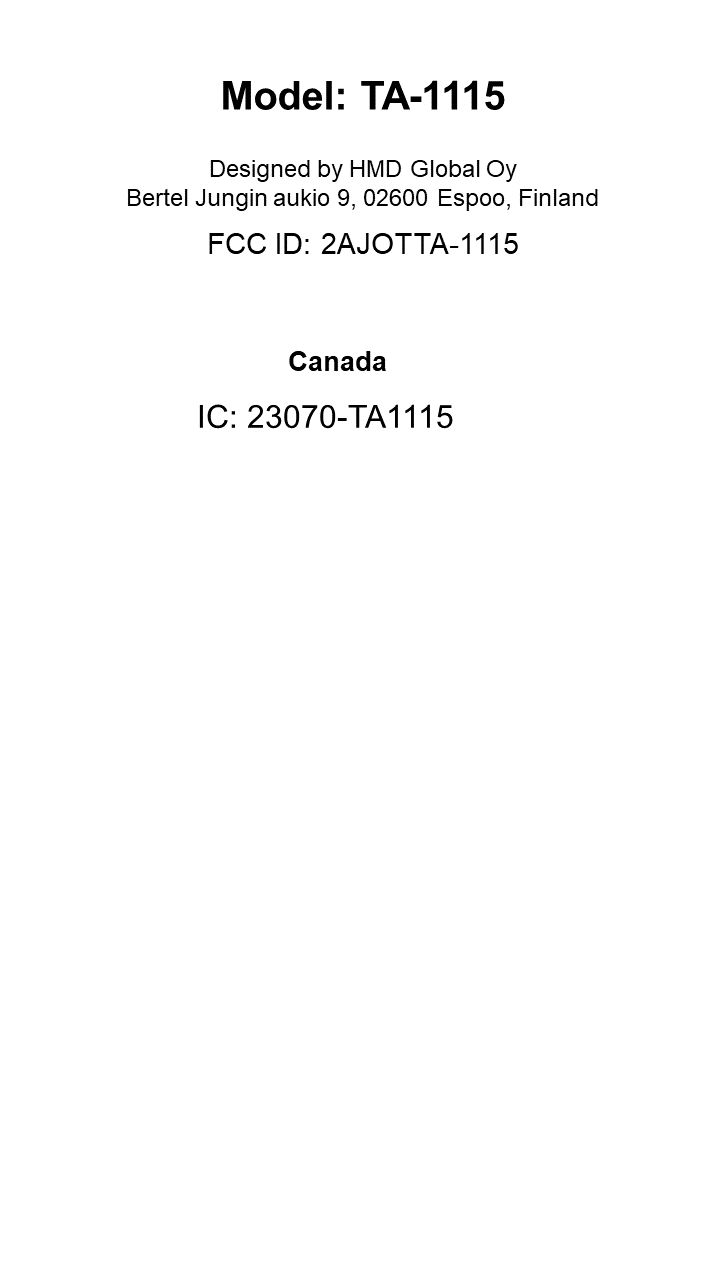 Model: TA-1115
Designed by HMD Global Oy
Bertel Jungin aukio 9, 02600 Espoo, Finland
FCC ID: 2AJOTTA-1115
Canada
IC: 23070-TA1115